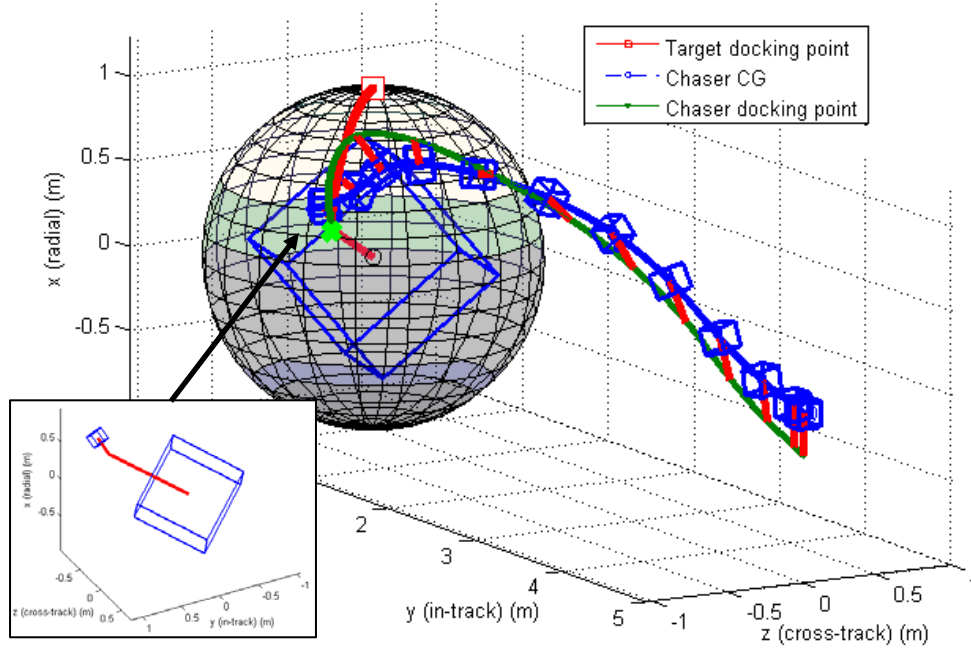 Target docking point
Chaser CG
Chaser docking point
1
0.5
0
-0.5
x (radial) (m)
2
3
4
5
y (in-track) (m)
-1
-0.5
0
0.5
z (cross-track) (m)
0.5
0
-0.5
x (radial) (m)
-0.5
0
0.5
z (cross-track) (m)
1
0.5
0
-0.5
-1
y (in-track) (m)